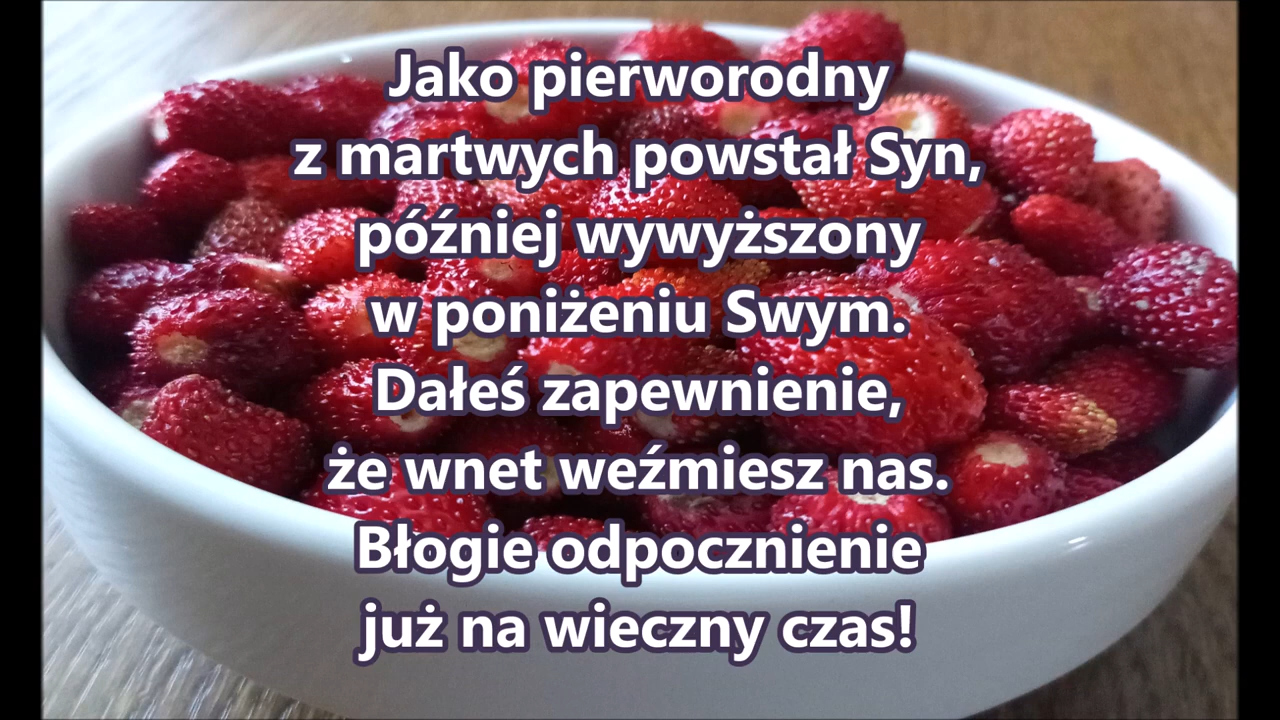 Jako pierworodny
z martwych powstał Syn,
później wywyższony
w poniżeniu Swym.
Dałeś zapewnienie,
że wnet weźmiesz nas.
Błogie odpocznienie
już na wieczny czas!